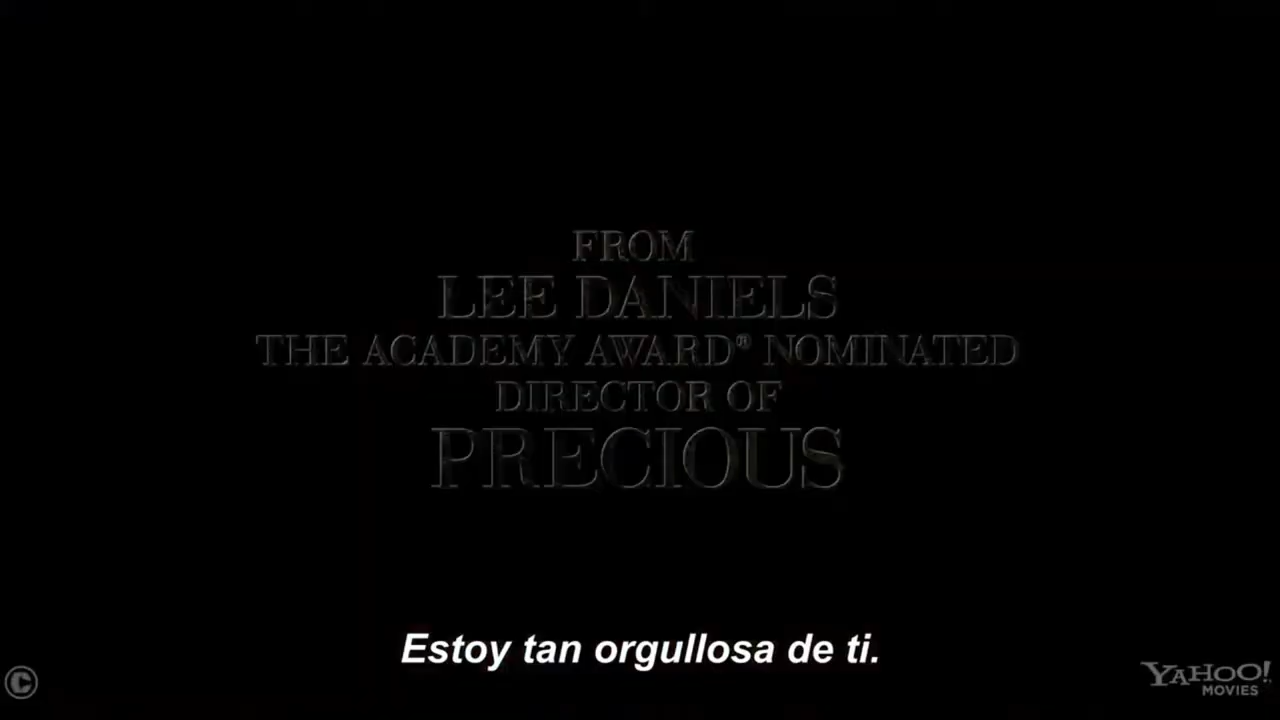 FROM
LEE DANIELS
THE ACADEMY AWARD® NOMINATED
DIRECTOR OF
PRECIOUS
Estoy tan orgullosa de ti.
©
YAHOO!
MOVIES